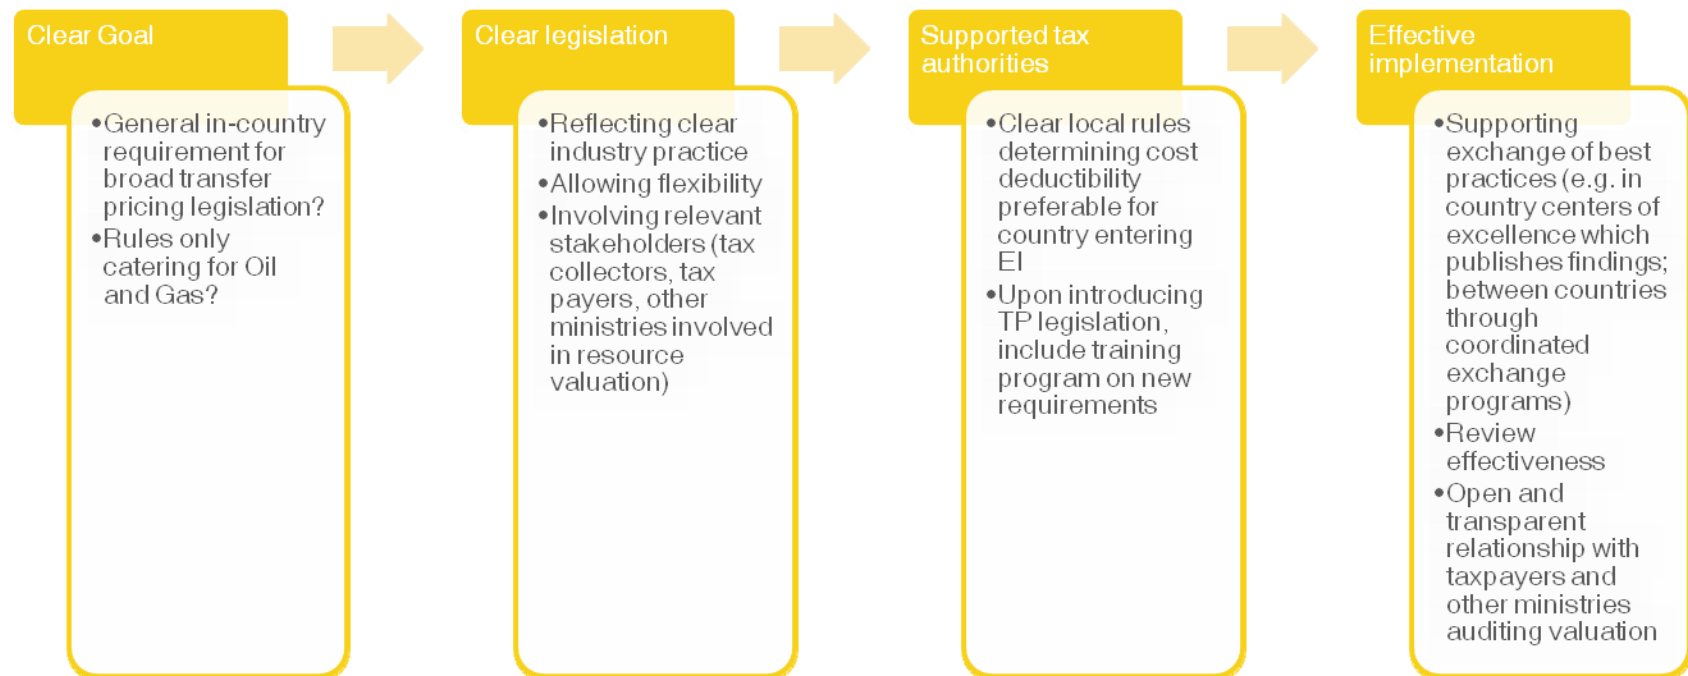 Clear Goal
•General in-country
requirement for
broad transfer
pricing legislation?
•Rules only
catering for Oil
and Gas?
Clear legislation
•Reflecting clear
industry practice
•Allowing flexibility
•Involving relevant
stakeholders (tax
collectors, tax
payers, other
ministries involved
in resource
valuation)
Supported tax
authorities
•Clear local rules
determining cost
deductibility
preferable for
country entering
EI
•Upon introducing
TP legislation,
include training
program on new
requirements
Effective
implementation
•Supporting
exchange of best
practices (e.g. in
country centers of
excellence which
publishes findings;
between countries
through
coordinated
exchange
programs)
•Review
effectiveness
•Open and
transparent
relationship with
taxpayers and
other ministries
auditing valuation